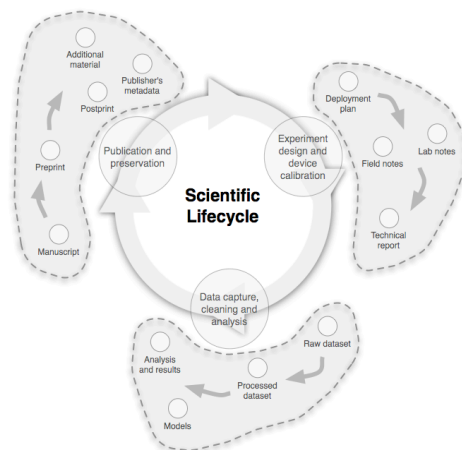 Additional
material
Publisher's
metadata
Postprint
Preprint
Manuscript
Publication and
preservation
Scientific
Lifecycle
Experiment
design and
device
calibration
Deployment
plan
Field notes
Lab notes
Technical
report
Data capture,
cleaning and
analysis
Raw dataset
Processed
dataset
Analysis
and results
Models